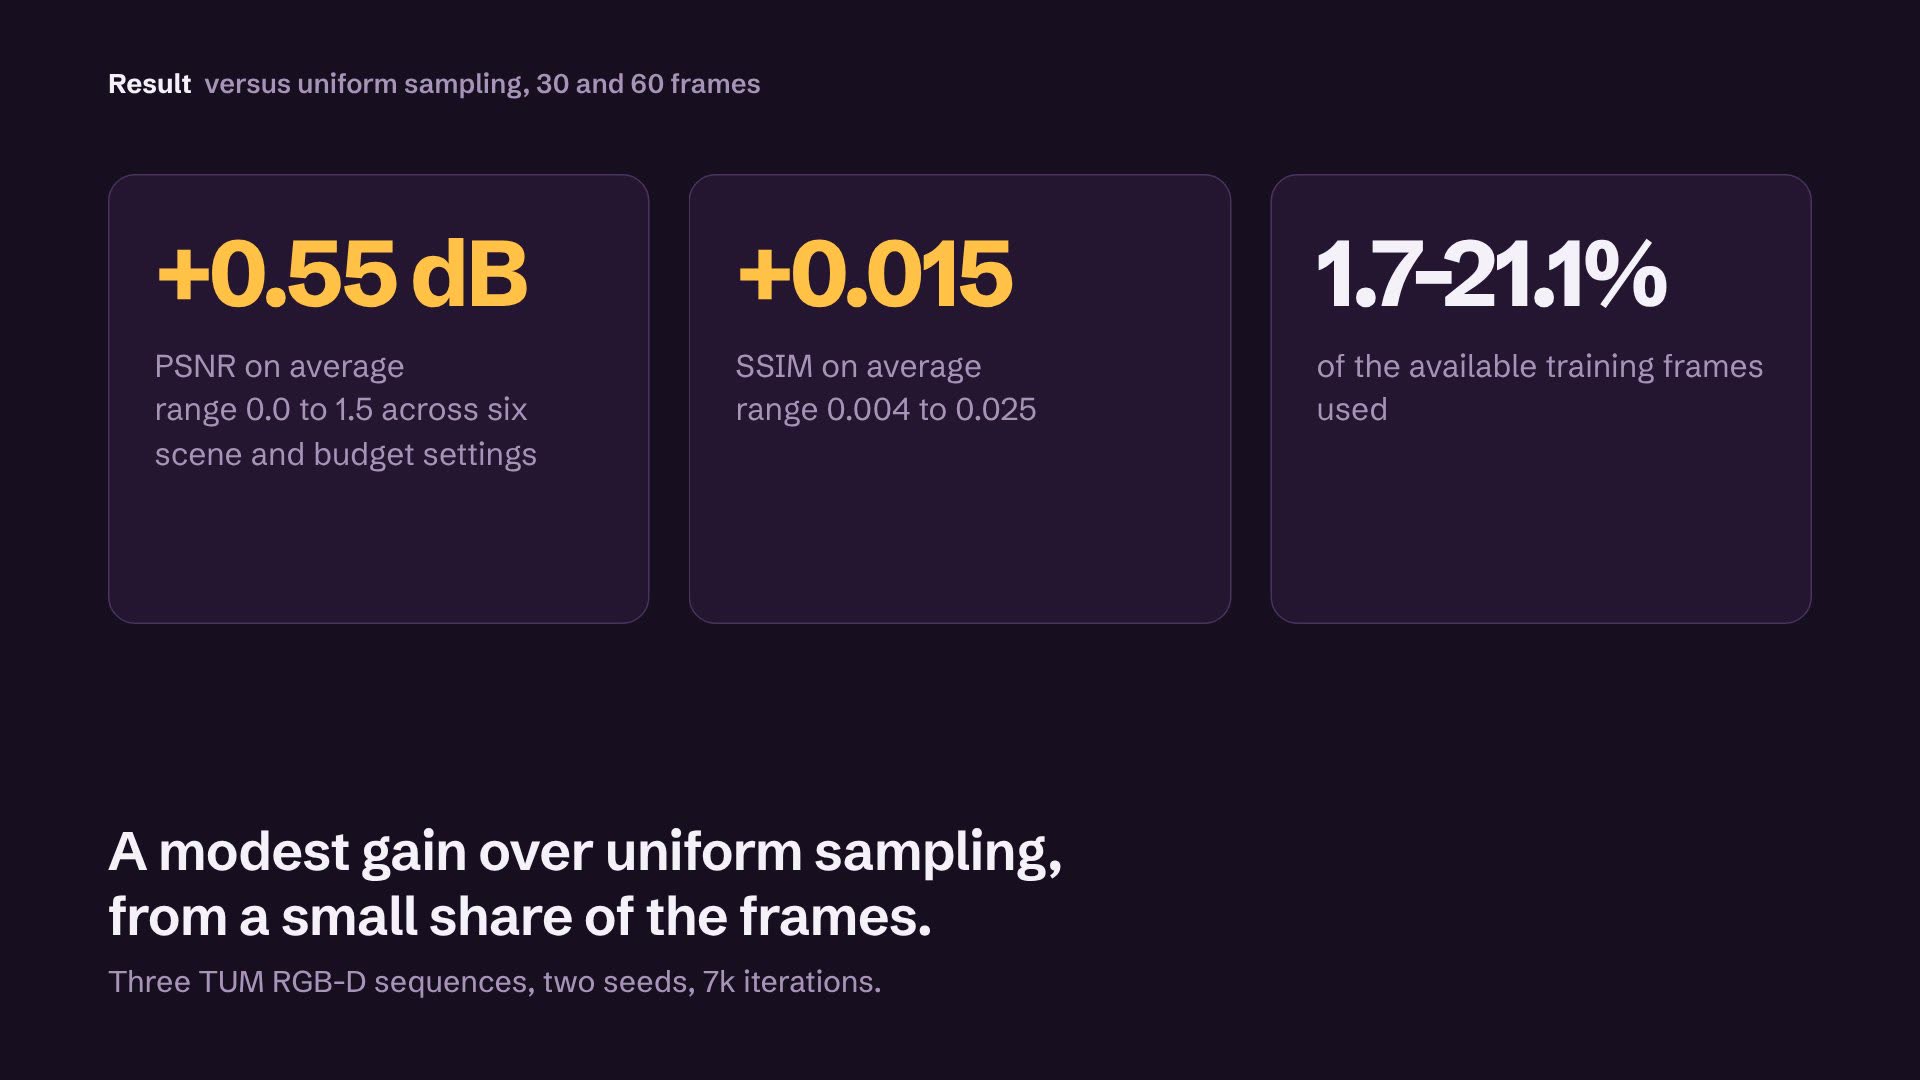 Result versus uniform sampling, 30 and 60 frames
+0.55 dB
PSNR on average
range 0.0 to 1.5 across six
scene and budget settings
+0.015
SSIM on average
range 0.004 to 0.025
1.7-21.1%
of the available training frames
used
A modest gain over uniform sampling,
from a small share of the frames.
Three TUM RGB-D sequences, two seeds, 7k iterations.